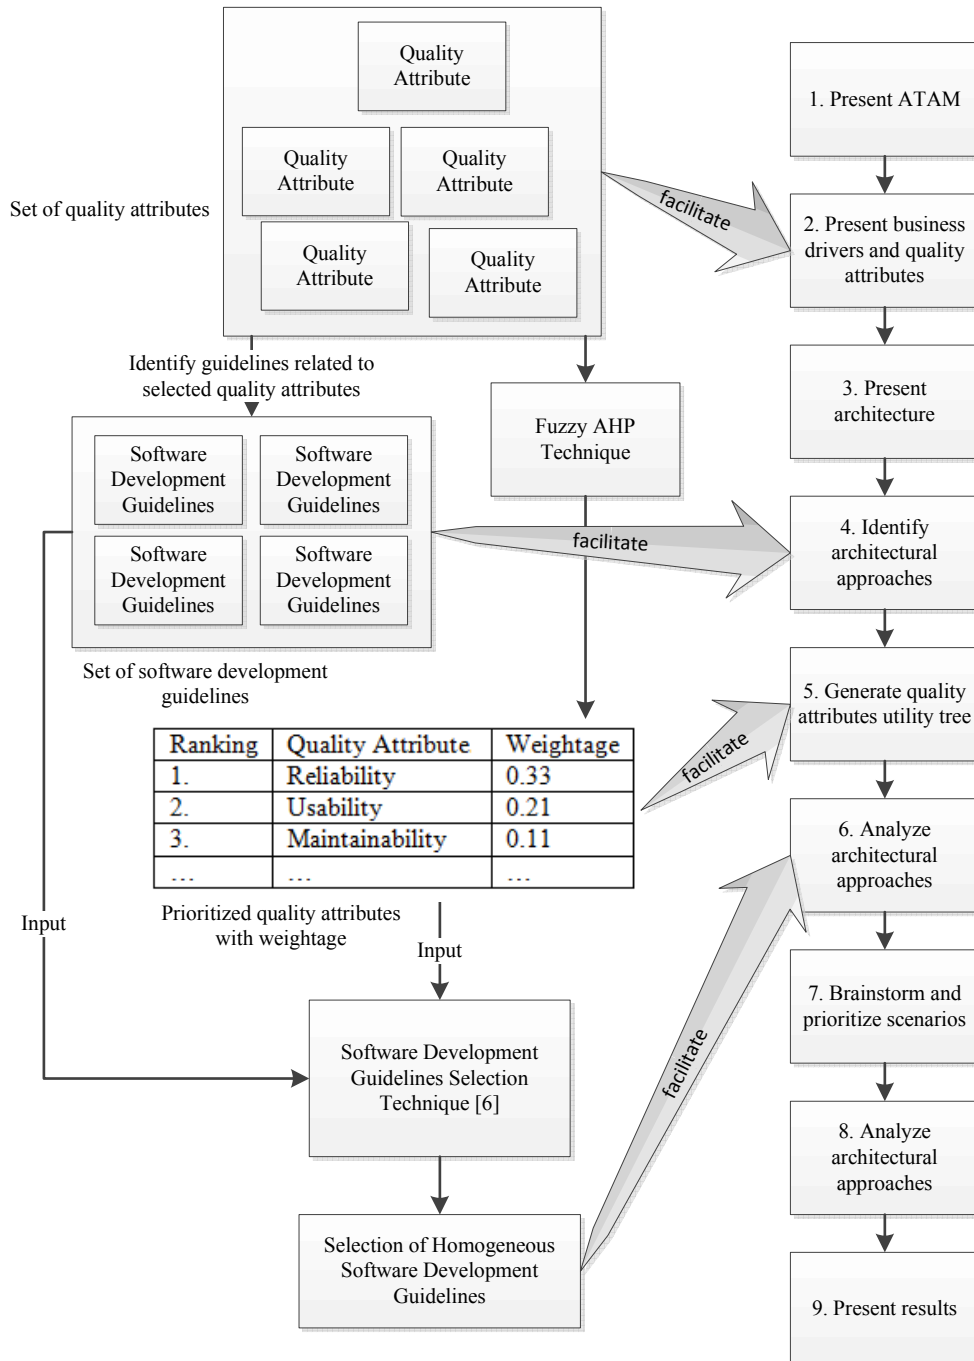 Quality
Attribute
Quality
Attribute
Quality
Attribute
Quality
Attribute
Quality
Attribute
Set of quality attributes
Identify guidelines related to
selected quality attributes
Fuzzy AHP
Technique
Software
Development
Guidelines
Software
Development
Guidelines
Software
Development
Guidelines
Software
Development
Guidelines
Set of software development
guidelines
Ranking Quality Attribute Weightage
1. Reliability 0.33
2. Usability 0.21
3. Maintainability 0.11
... ... ...
Prioritized quality attributes
with weightage
Input
Input
Software Development
Guidelines Selection
Technique [6]
Selection of Homogeneous
Software Development
Guidelines
facilitate
facilitate
facilitate
facilitate
1. Present ATAM
2. Present business
drivers and quality
attributes
3. Present
architecture
4. Identify
architectural
approaches
5. Generate quality
attributes utility tree
6. Analyze
architectural
approaches
7. Brainstorm and
prioritize scenarios
8. Analyze
architectural
approaches
9. Present results